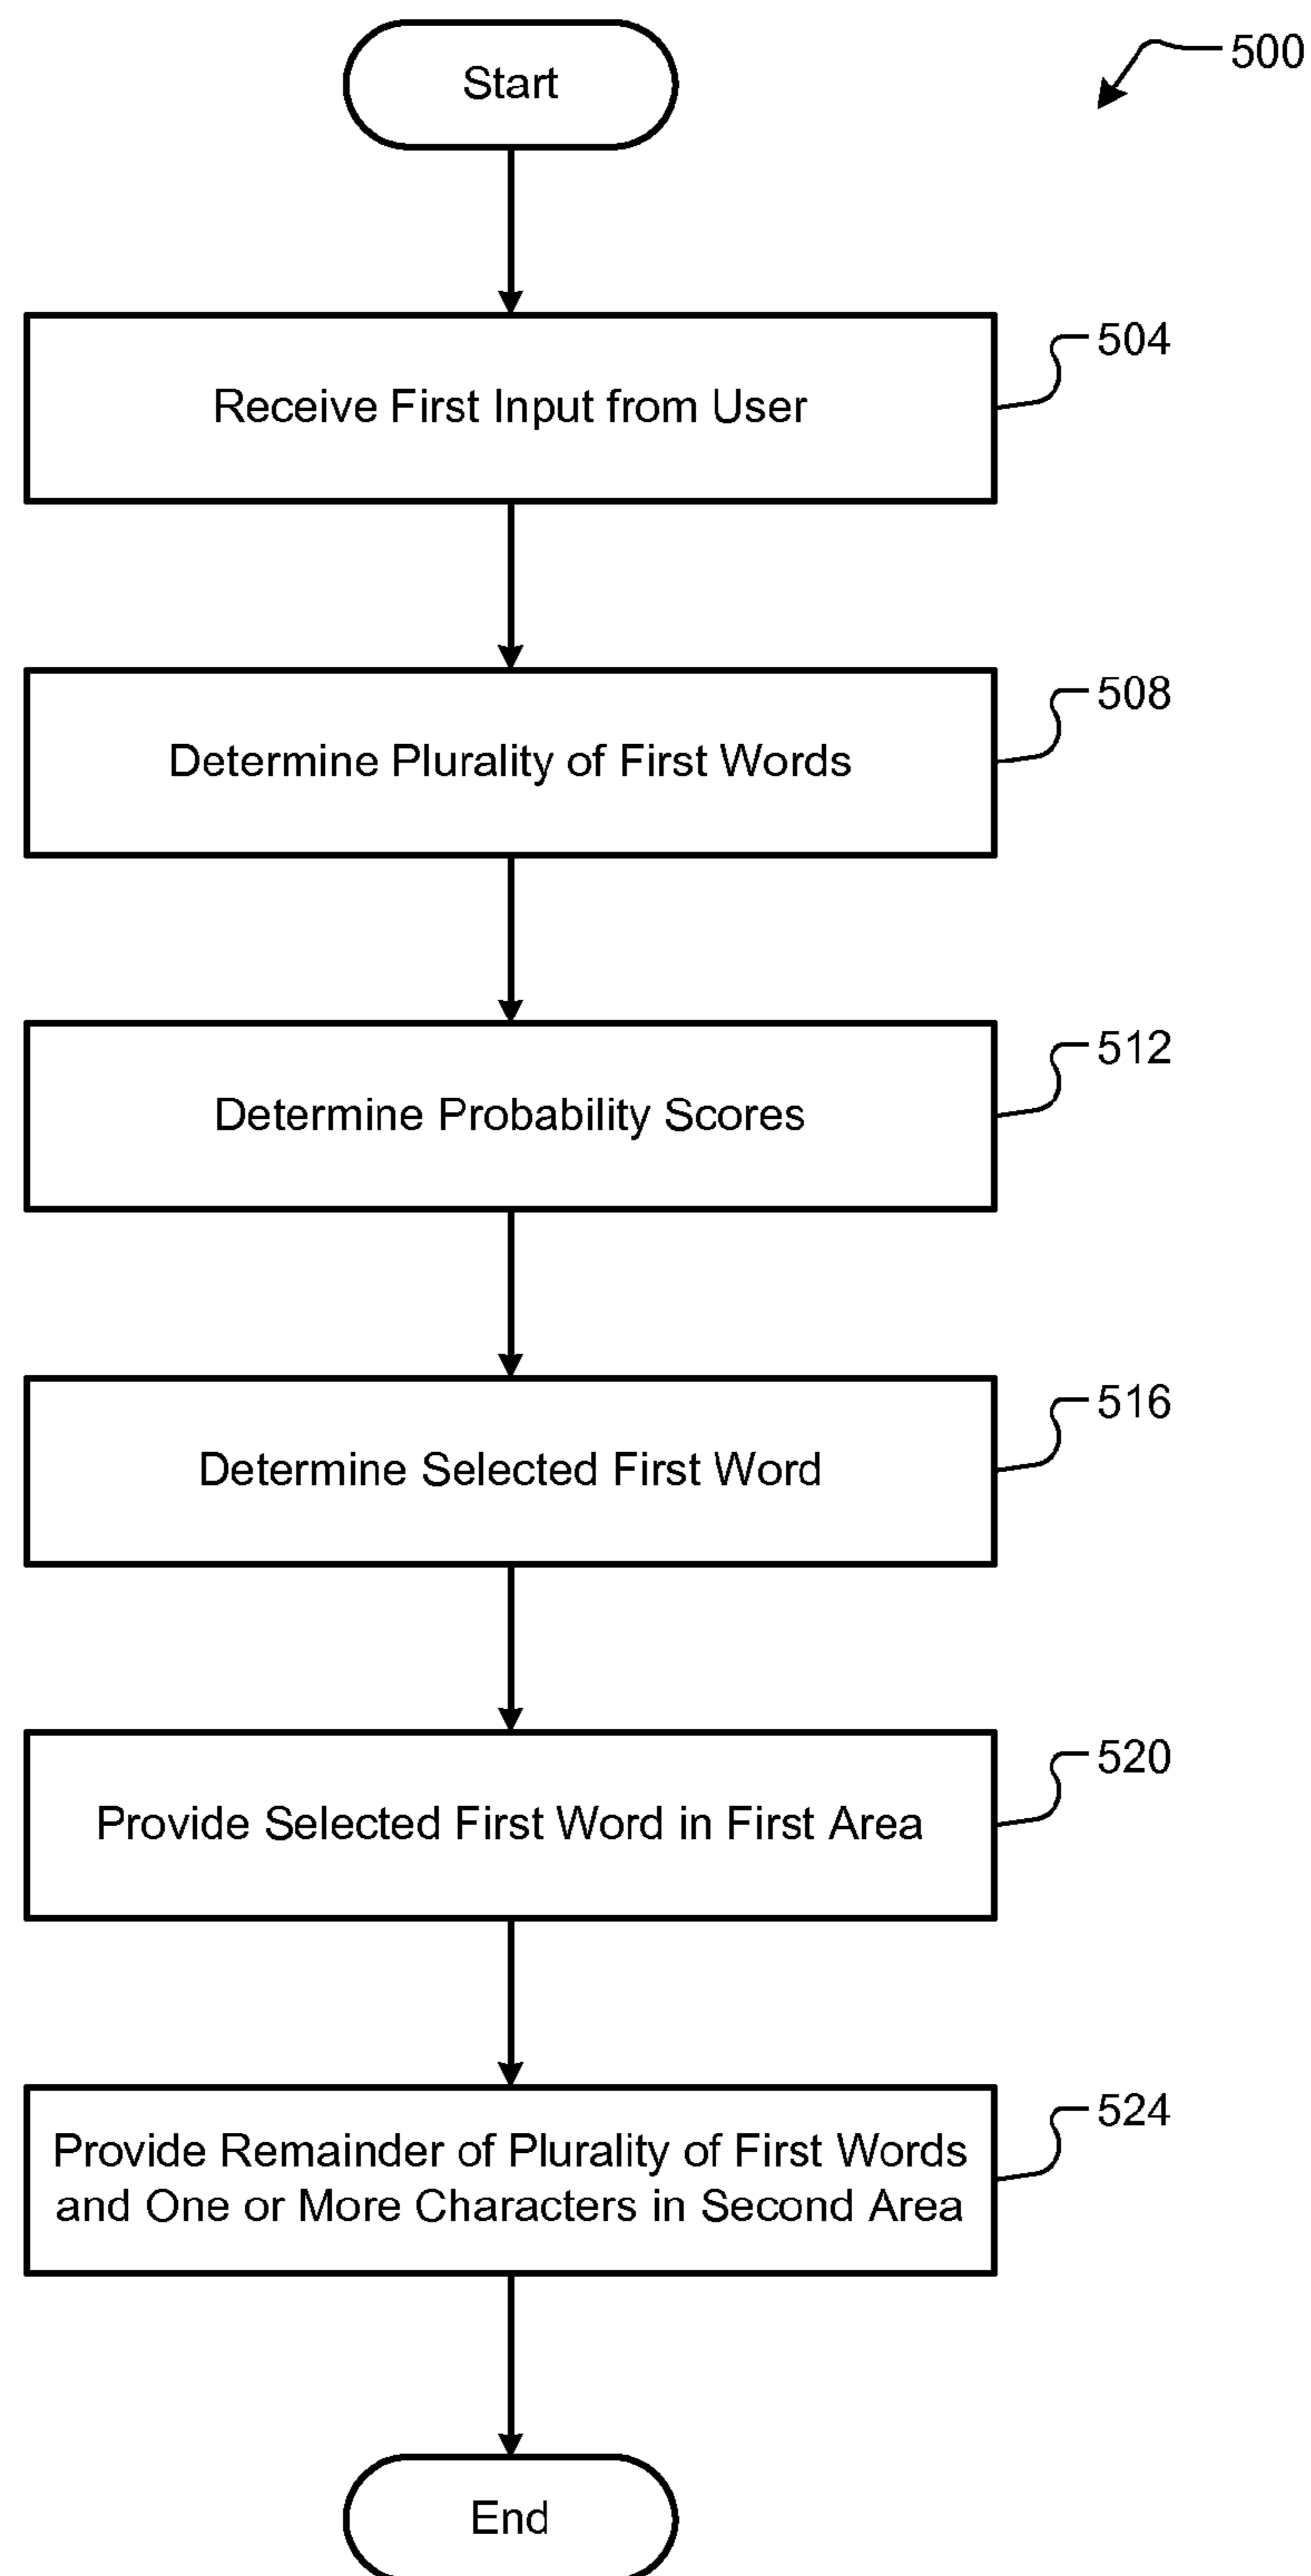 Start
500
Receive First Input from User
504
Determine Plurality of First Words
508
Determine Probability Scores
512
Determine Selected First Word
516
Provide Selected First Word in First Area
520
Provide Remainder of Plurality of First Words
and One or More Characters in Second Area
524
End